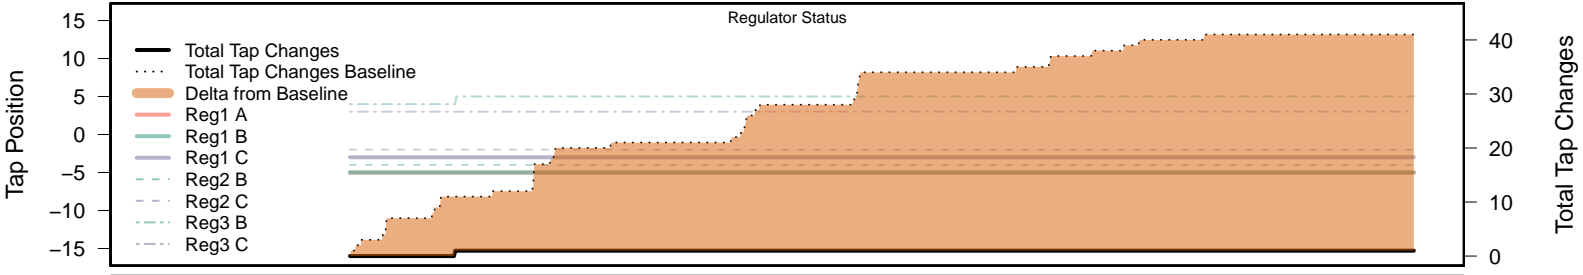 Regulator Status
Tap Position
15
10
5
0
−5
−10
−15
Total Tap Changes
Total Tap Changes Baseline
Delta from Baseline
Reg1 A
Reg1 B
Reg1 C
Reg2 B
Reg2 C
Reg3 B
Reg3 C
40
30
20
10
0
Total Tap Changes